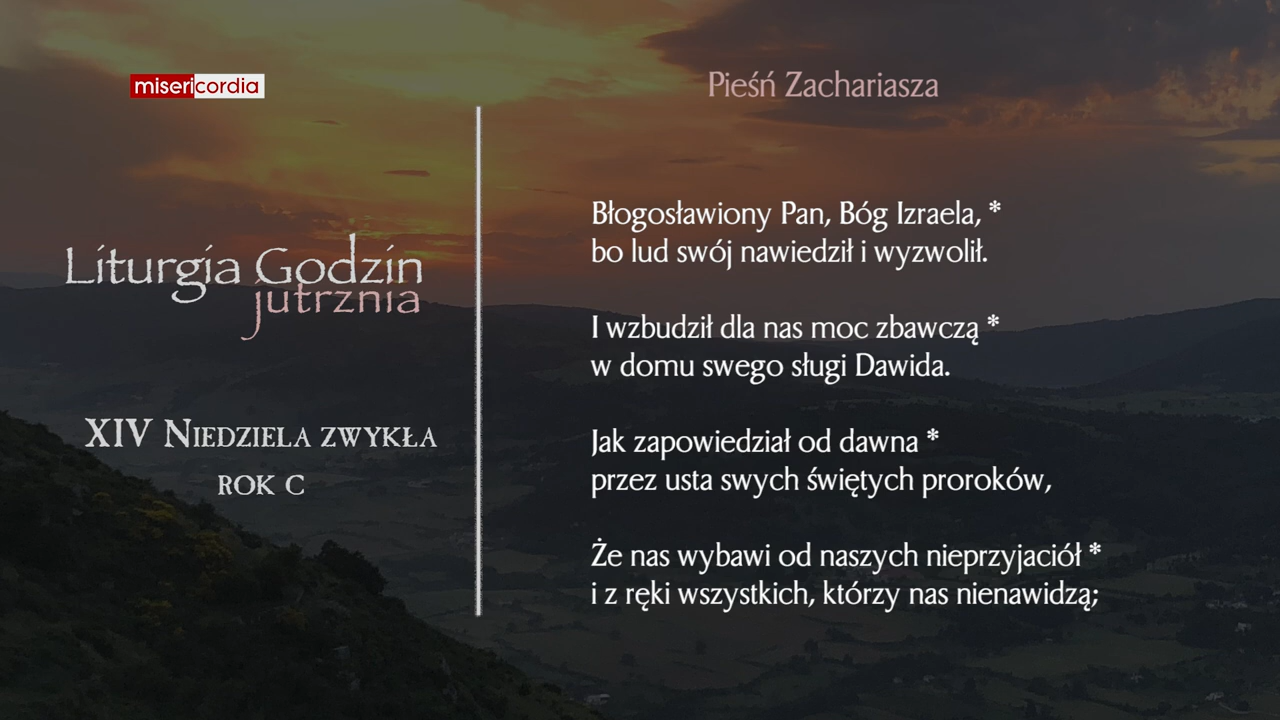 misericordia
Liturgia Godzin
jutrznia
XIV Niedziela zwykła
rok C
Pieśń Zachariasza
Błogosławiony Pan, Bóg Izraela, *
bo lud swój nawiedził i wyzwolił.
I wzbudził dla nas moc zbawczą *
w domu swego sługi Dawida.
Jak zapowiedział od dawna *
przez usta swych świętych proroków,
Że nas wybawi od naszych nieprzyjaciół *
i z ręki wszystkich, którzy nas nienawidzą;